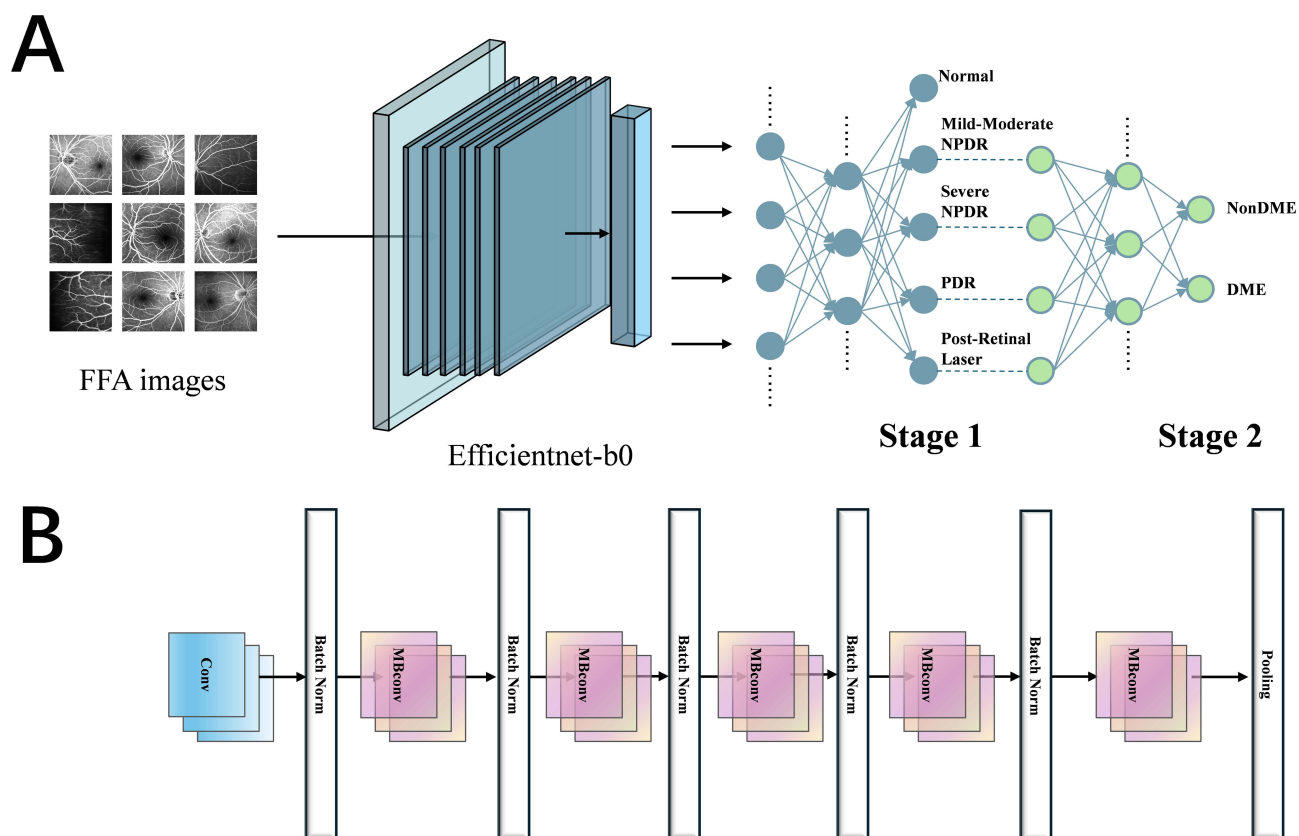 A
Normal
Mild-Moderate
NPDR
Severe
NPDR
PDR
Post-Retinal
Laser
NonDME
DME
FFA images
Efficientnet-b0
Stage 1
Stage 2
B
Conv
Batch Norm
MBconv
Batch Norm
MBconv
Batch Norm
MBconv
Batch Norm
MBconv
Batch Norm
MBconv
Pooling